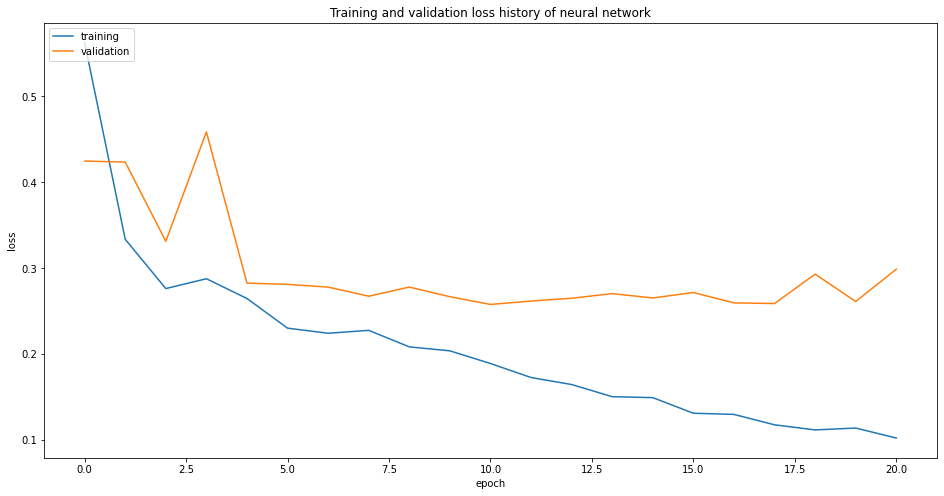 Training and validation loss history of neural network
training
validation
0.5
0.4
0.3
0.2
0.1
loss
0.0
2.5
5.0
7.5
10.0
12.5
15.0
17.5
20.0
epoch